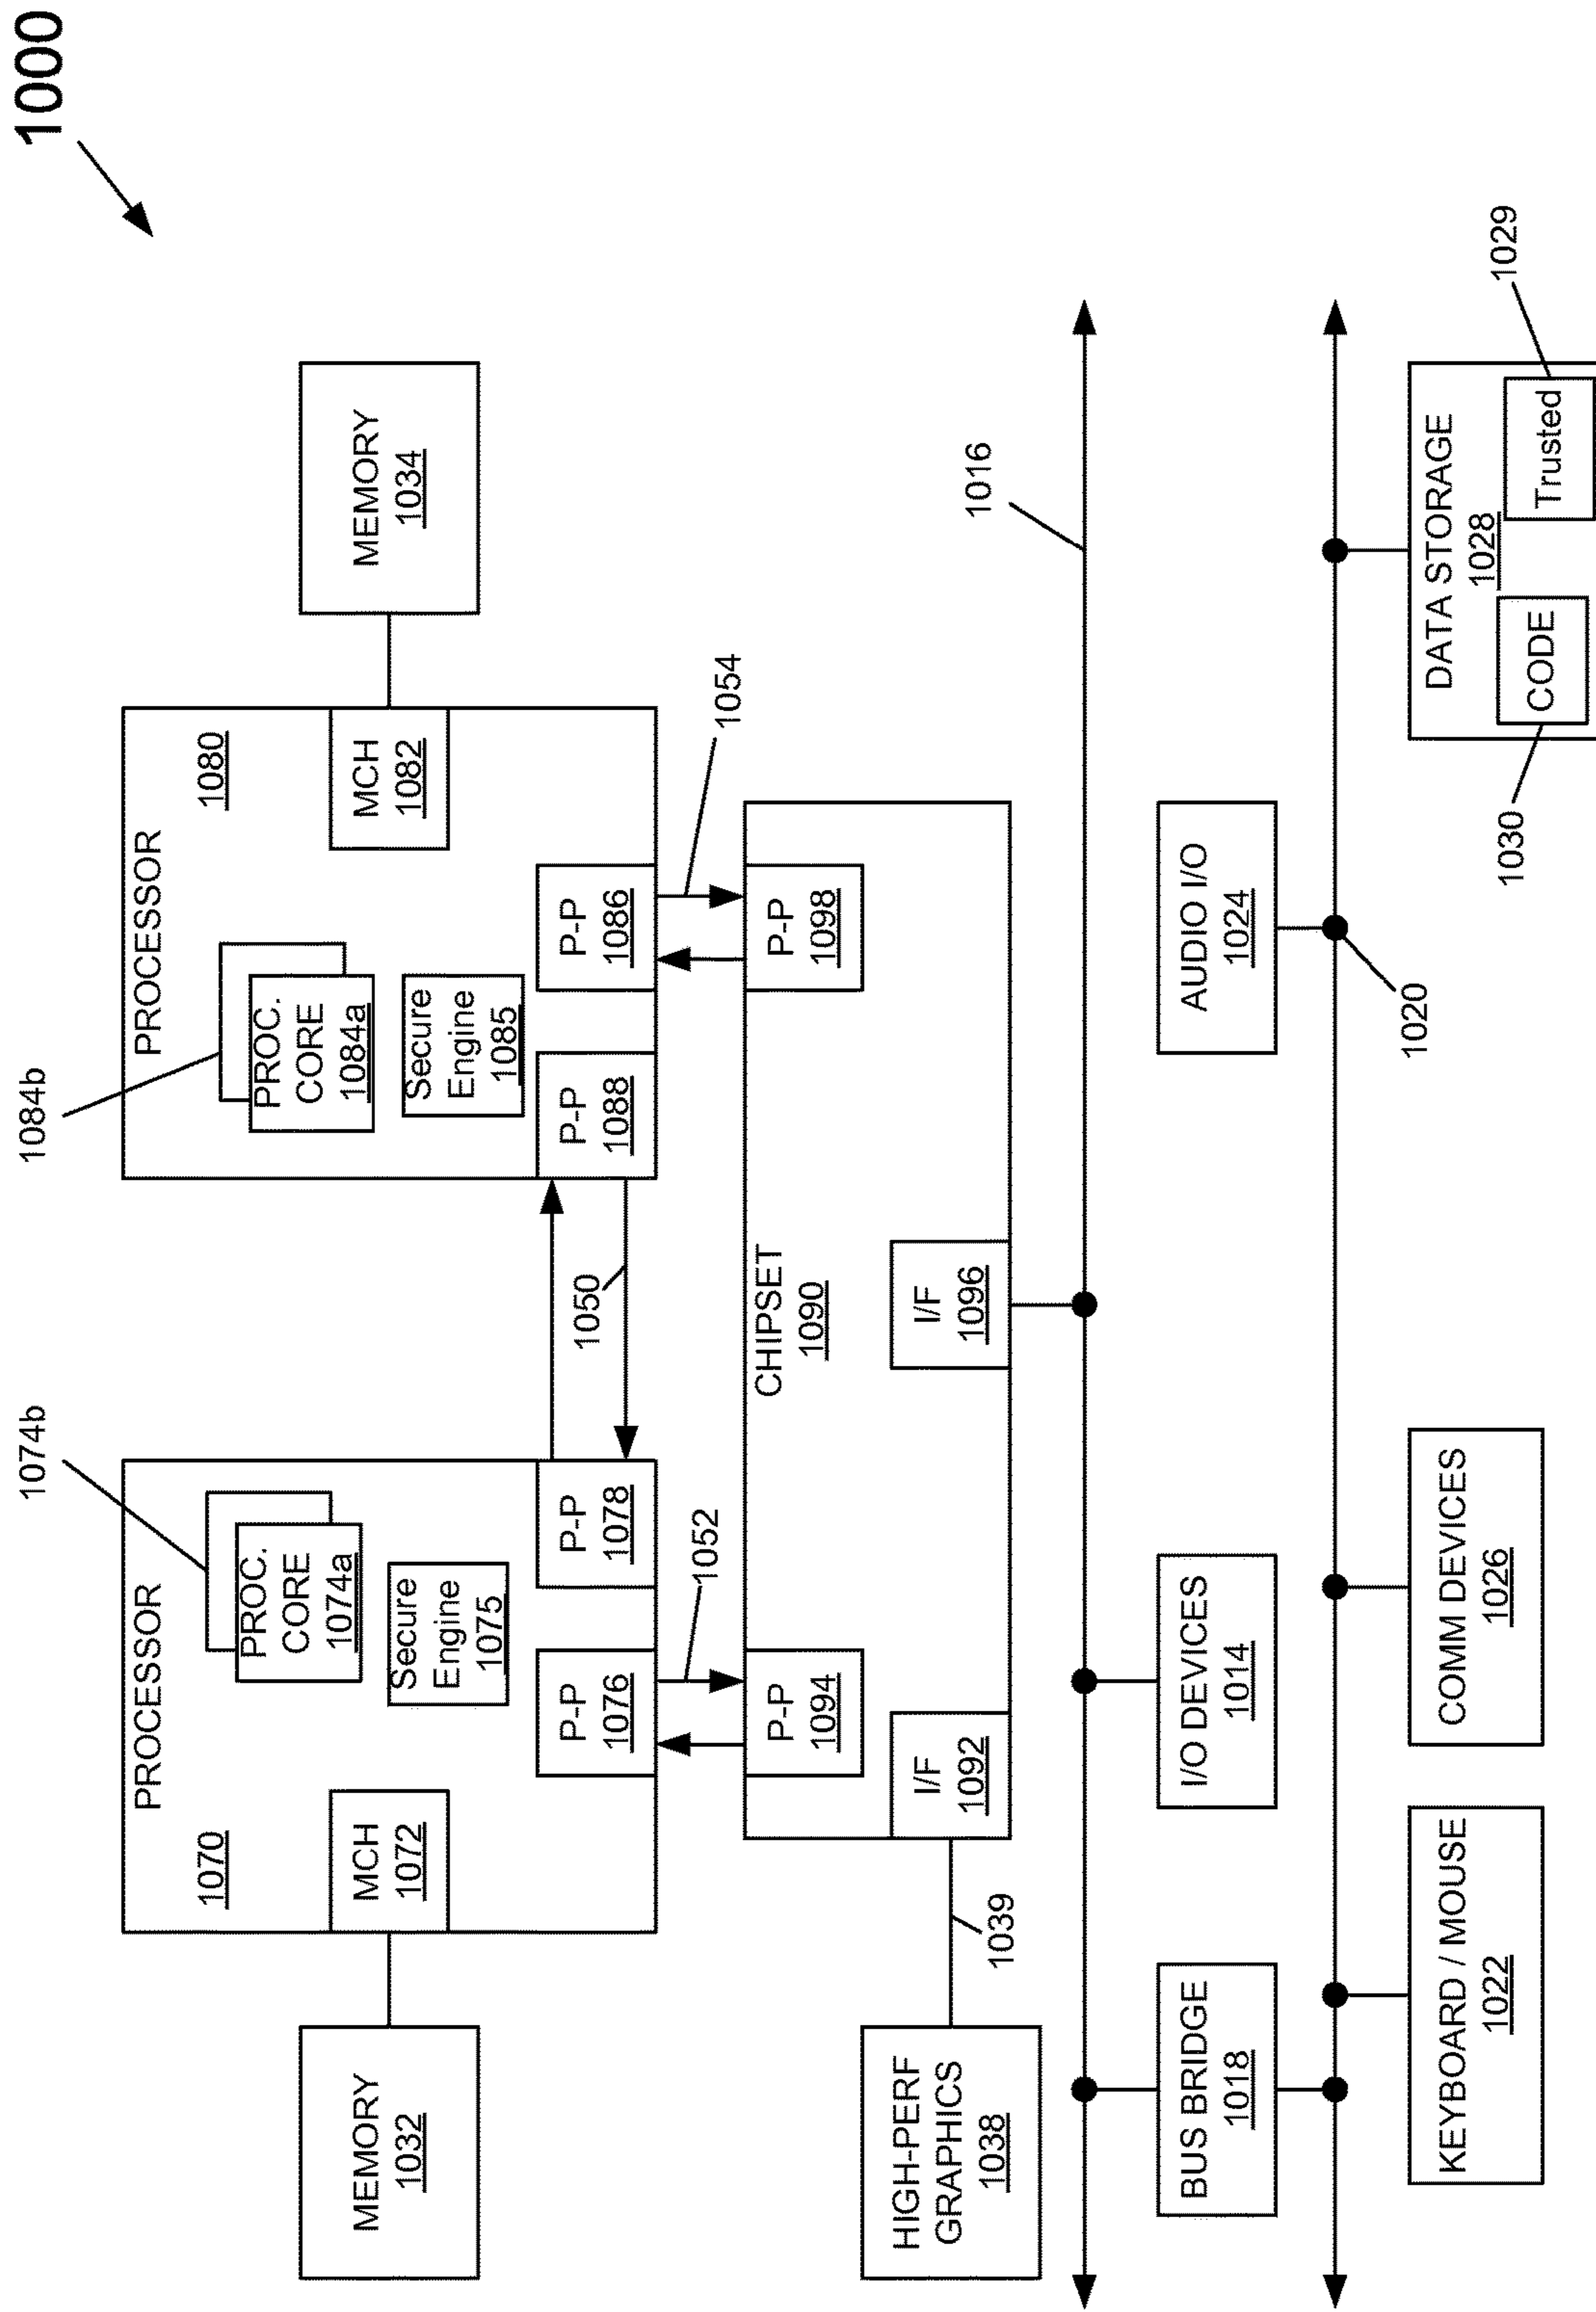 1000
1074b
1084b
PROCESSOR
1070
PROC.
CORE
1074a
MCH
1072
Secure
Engine
1075
P-P
1076
P-P
1078
MEMORY
1032
PROCESSOR
1080
PROC.
CORE
1084a
MCH
1082
Secure
Engine
1085
P-P
1088
P-P
1086
MEMORY
1034
1050
1052
1054
P-P
1094
CHIPSET
1090
P-P
1098
I/F
1092
I/F
1096
HIGH-PERF
GRAPHICS
1038
1039
1016
BUS BRIDGE
1018
I/O DEVICES
1014
AUDIO I/O
1024
1020
KEYBOARD / MOUSE
1022
COMM DEVICES
1026
DATA STORAGE
1028
CODE
Trusted
1030
1029